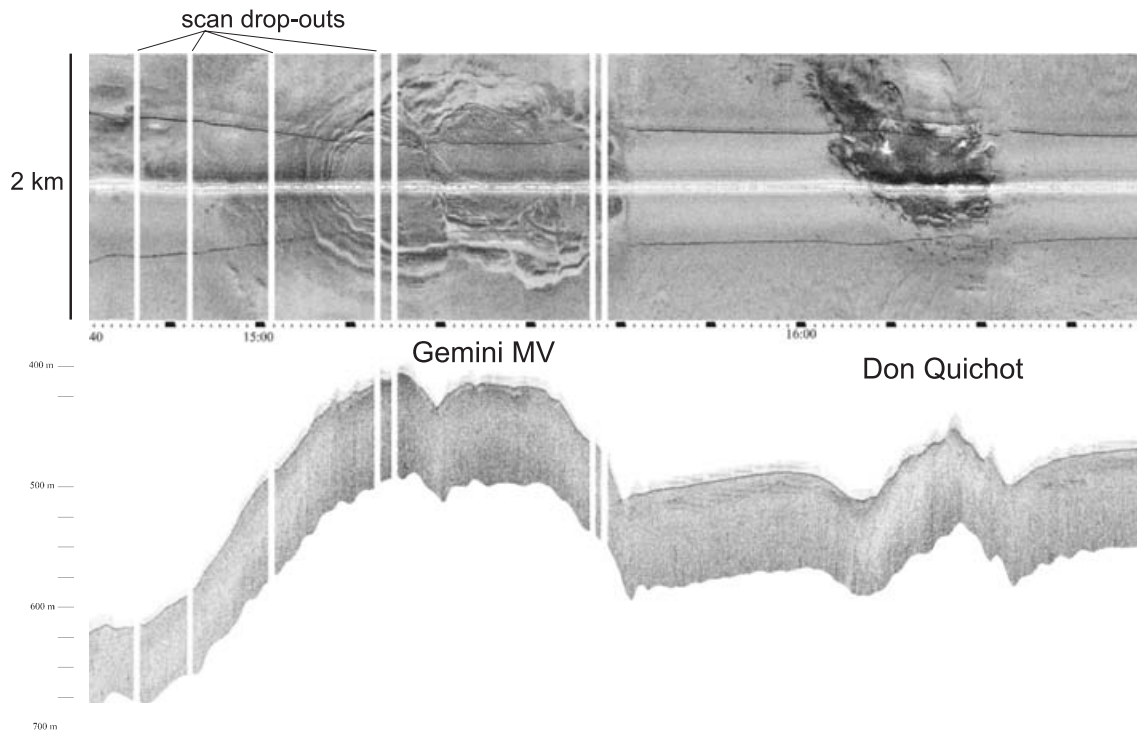 scan drop-outs
2 km
40 15:00 16:00
Gemini MV
Don Quichot
400 m
500 m
600 m
700 m